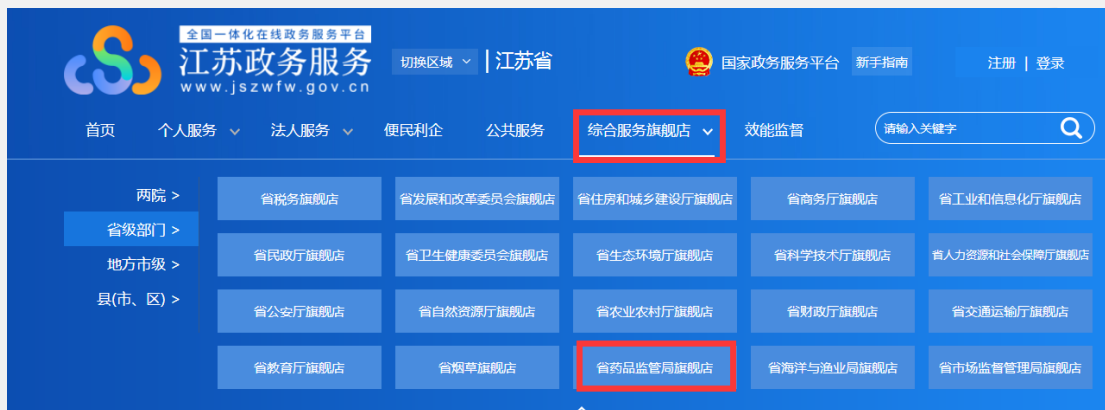 全国一体化在线政务服务平台
江苏政务服务
www.jszwfw.gov.cn
切换区域
江苏省
国家政务服务平台
新手指南
注册 | 登录
首页 个人服务 法人服务 便民利企 公共服务 综合服务旗舰店 效能监督
请输入关键字
两院 >
省级部门 >
地方市级 >
县(市、区) >
省税务旗舰店 省发展和改革委员会旗舰店 省住房和城乡建设厅旗舰店 省商务厅旗舰店 省工业和信息化厅旗舰店
省民政厅旗舰店 省卫生健康委员会旗舰店 省生态环境厅旗舰店 省科学技术厅旗舰店 省人力资源和社会保障厅旗舰店
省公安厅旗舰店 省自然资源厅旗舰店 省农业农村厅旗舰店 省财政厅旗舰店 省交通运输厅旗舰店
省教育厅旗舰店 省烟草旗舰店 省药品监管局旗舰店 省海洋与渔业局旗舰店 省市场监督管理局旗舰店